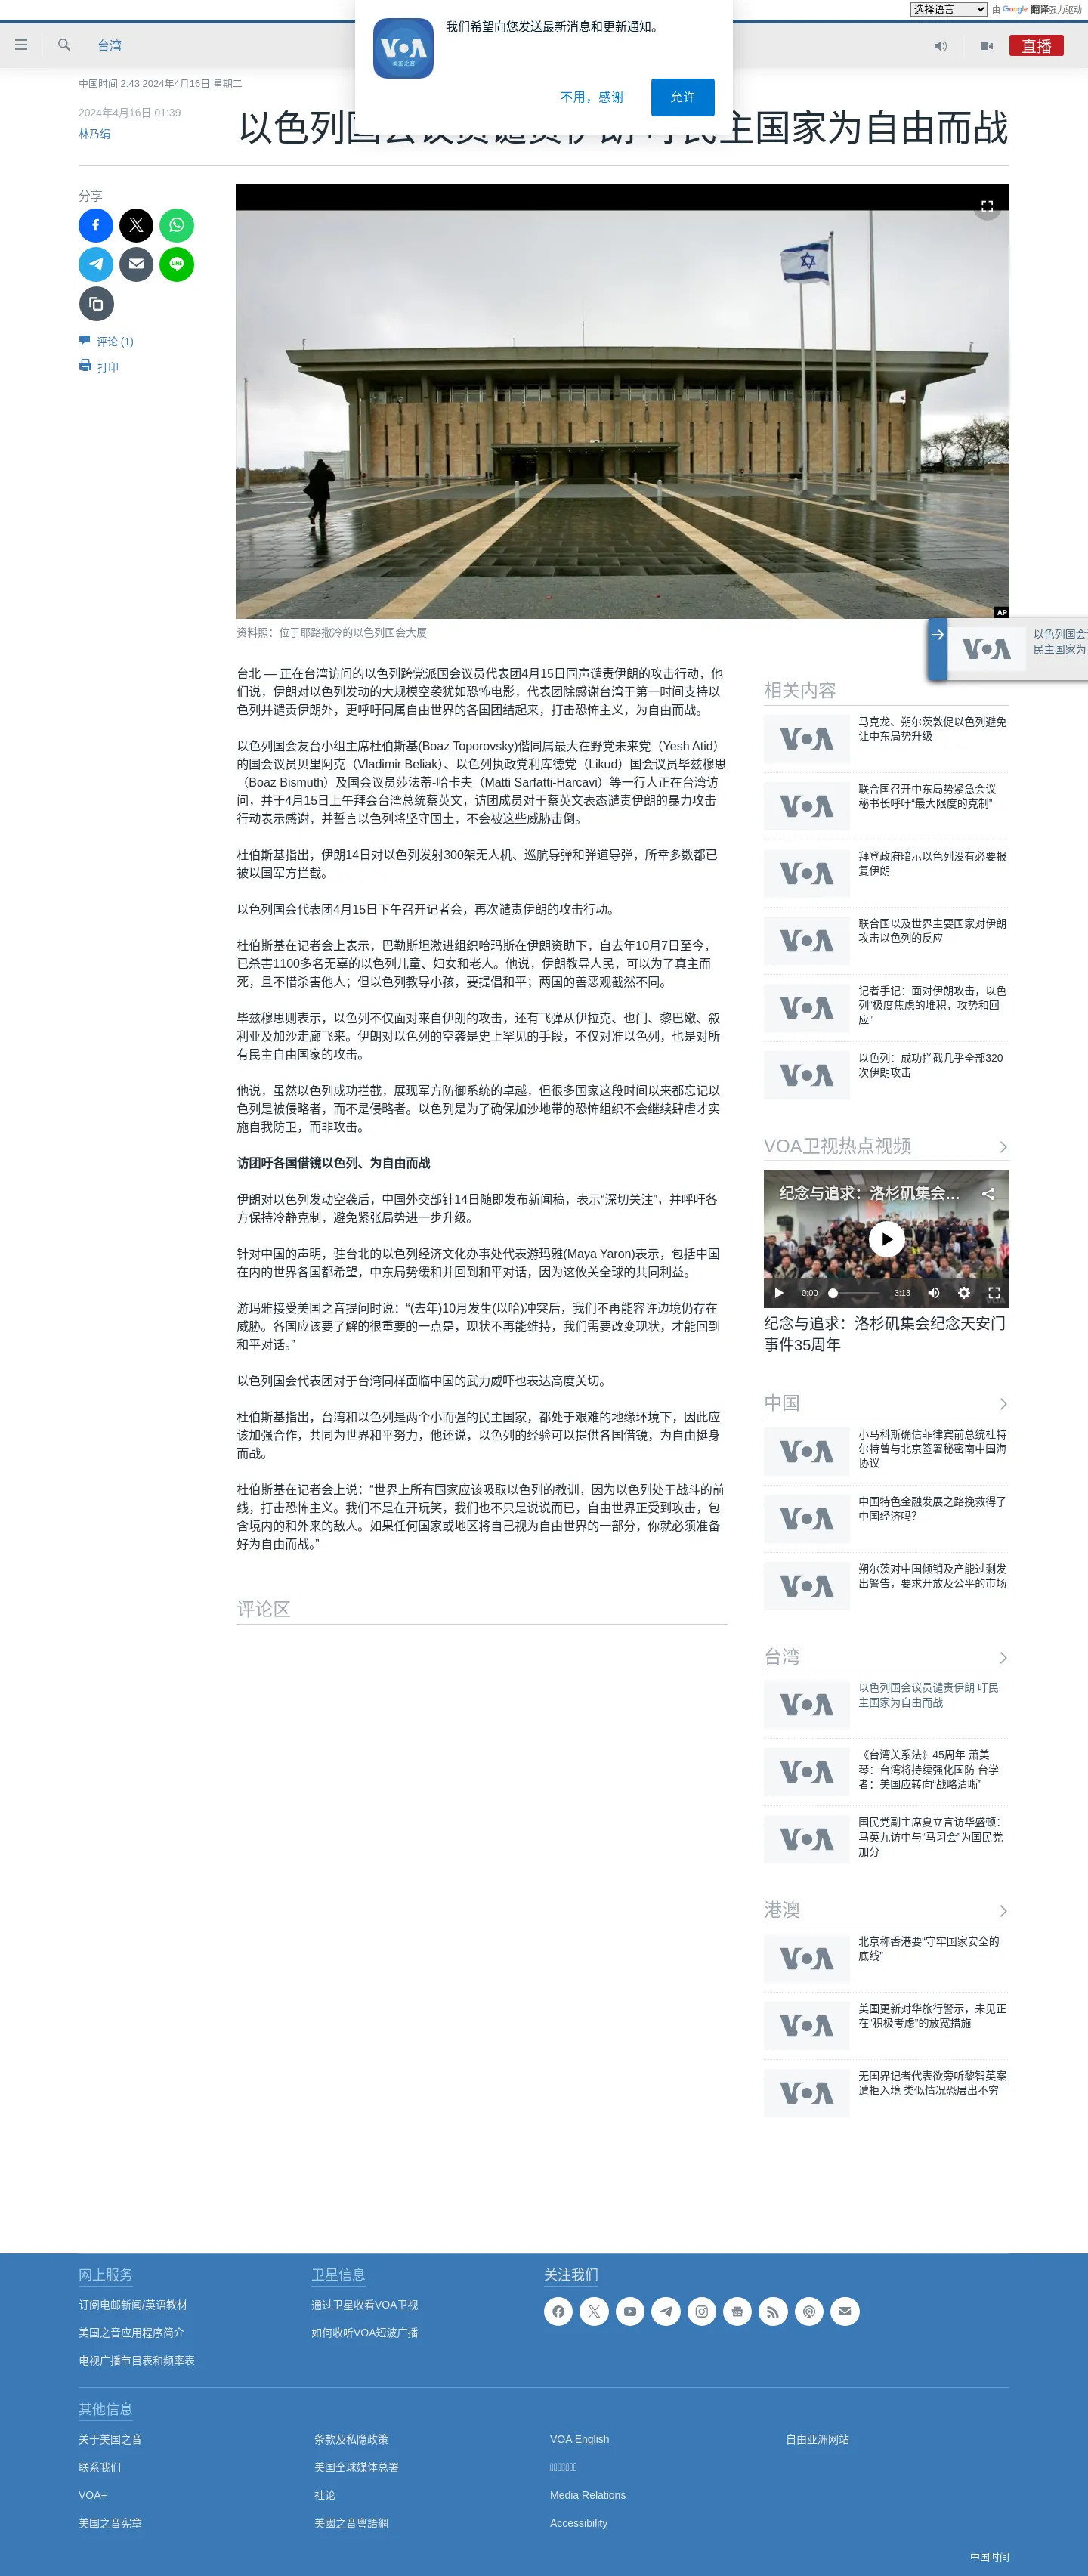 选择语言
由 Google 翻译强力驱动
我们希望向您发送最新消息和更新通知。
VOA
美国之音
不用，感谢
允许
台湾
直播
中国时间 2:43 2024年4月16日 星期二
2024年4月16日 01:39
林乃绢
以色列国会议员谴责伊朗 吁民主国家为自由而战
分享
评论 (1)
打印
AP
资料照：位于耶路撒冷的以色列国会大厦
以色列国会
民主国家为
台北 — 正在台湾访问的以色列跨党派国会议员代表团4月15日同声谴责伊朗的攻击行动，他
们说，伊朗对以色列发动的大规模空袭犹如恐怖电影，代表团除感谢台湾于第一时间支持以
色列并谴责伊朗外，更呼吁同属自由世界的各国团结起来，打击恐怖主义，为自由而战。
以色列国会友台小组主席杜伯斯基(Boaz Toporovsky)偕同属最大在野党未来党（Yesh Atid）
的国会议员贝里阿克（Vladimir Beliak）、以色列执政党利库德党（Likud）国会议员毕兹穆思
（Boaz Bismuth）及国会议员莎法蒂-哈卡夫（Matti Sarfatti-Harcavi）等一行人正在台湾访
问，并于4月15日上午拜会台湾总统蔡英文，访团成员对于蔡英文表态谴责伊朗的暴力攻击
行动表示感谢，并誓言以色列将坚守国土，不会被这些威胁击倒。
杜伯斯基指出，伊朗14日对以色列发射300架无人机、巡航导弹和弹道导弹，所幸多数都已
被以国军方拦截。
以色列国会代表团4月15日下午召开记者会，再次谴责伊朗的攻击行动。
杜伯斯基在记者会上表示，巴勒斯坦激进组织哈玛斯在伊朗资助下，自去年10月7日至今，
已杀害1100多名无辜的以色列儿童、妇女和老人。他说，伊朗教导人民，可以为了真主而
死，且不惜杀害他人；但以色列教导小孩，要提倡和平；两国的善恶观截然不同。
毕兹穆思则表示，以色列不仅面对来自伊朗的攻击，还有飞弹从伊拉克、也门、黎巴嫩、叙
利亚及加沙走廊飞来。伊朗对以色列的空袭是史上罕见的手段，不仅对准以色列，也是对所
有民主自由国家的攻击。
他说，虽然以色列成功拦截，展现军方防御系统的卓越，但很多国家这段时间以来都忘记以
色列是被侵略者，而不是侵略者。以色列是为了确保加沙地带的恐怖组织不会继续肆虐才实
施自我防卫，而非攻击。
访团吁各国借镜以色列、为自由而战
伊朗对以色列发动空袭后，中国外交部针14日随即发布新闻稿，表示“深切关注”，并呼吁各
方保持冷静克制，避免紧张局势进一步升级。
针对中国的声明，驻台北的以色列经济文化办事处代表游玛雅(Maya Yaron)表示，包括中国
在内的世界各国都希望，中东局势缓和并回到和平对话，因为这攸关全球的共同利益。
游玛雅接受美国之音提问时说：“(去年)10月发生(以哈)冲突后，我们不再能容许边境仍存在
威胁。各国应该要了解的很重要的一点是，现状不再能维持，我们需要改变现状，才能回到
和平对话。”
以色列国会代表团对于台湾同样面临中国的武力威吓也表达高度关切。
杜伯斯基指出，台湾和以色列是两个小而强的民主国家，都处于艰难的地缘环境下，因此应
该加强合作，共同为世界和平努力，他还说，以色列的经验可以提供各国借镜，为自由挺身
而战。
杜伯斯基在记者会上说：“世界上所有国家应该吸取以色列的教训，因为以色列处于战斗的前
线，打击恐怖主义。我们不是在开玩笑，我们也不只是说说而已，自由世界正受到攻击，包
含境内的和外来的敌人。如果任何国家或地区将自己视为自由世界的一部分，你就必须准备
好为自由而战。”
评论区
相关内容
VOA
马克龙、朔尔茨敦促以色列避免
让中东局势升级
VOA
联合国召开中东局势紧急会议
秘书长呼吁“最大限度的克制”
VOA
拜登政府暗示以色列没有必要报
复伊朗
VOA
联合国以及世界主要国家对伊朗
攻击以色列的反应
VOA
记者手记：面对伊朗攻击，以色
列“极度焦虑的堆积，攻势和回
应”
VOA
以色列：成功拦截几乎全部320
次伊朗攻击
VOA卫视热点视频
纪念与追求：洛杉矶集会...
0:00
3:13
纪念与追求：洛杉矶集会纪念天安门
事件35周年
中国
VOA
小马科斯确信菲律宾前总统杜特
尔特曾与北京签署秘密南中国海
协议
VOA
中国特色金融发展之路挽救得了
中国经济吗？
VOA
朔尔茨对中国倾销及产能过剩发
出警告，要求开放及公平的市场
台湾
VOA
以色列国会议员谴责伊朗 吁民
主国家为自由而战
VOA
《台湾关系法》45周年 萧美
琴：台湾将持续强化国防 台学
者：美国应转向“战略清晰”
VOA
国民党副主席夏立言访华盛顿：
马英九访中与“马习会”为国民党
加分
港澳
VOA
北京称香港要“守牢国家安全的
底线”
VOA
美国更新对华旅行警示，未见正
在“积极考虑”的放宽措施
VOA
无国界记者代表欲旁听黎智英案
遭拒入境 类似情况恐层出不穷
网上服务
订阅电邮新闻/英语教材
美国之音应用程序简介
电视广播节目表和频率表
卫星信息
通过卫星收看VOA卫视
如何收听VOA短波广播
关注我们
其他信息
关于美国之音
联系我们
VOA+
美国之音宪章
条款及私隐政策
美国全球媒体总署
社论
美國之音粵語網
VOA English
Media Relations
Accessibility
自由亚洲网站
中国时间